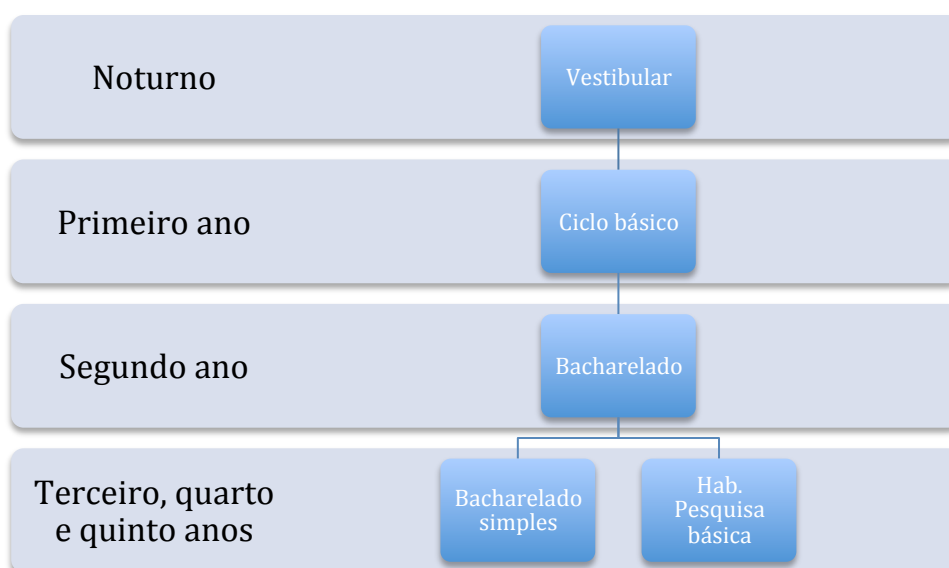 Noturno
Vestibular
Primeiro ano
Ciclo básico
Segundo ano
Bacharelado
Terceiro, quarto
e quinto anos
Bacharelado
simples
Hab.
Pesquisa
básica